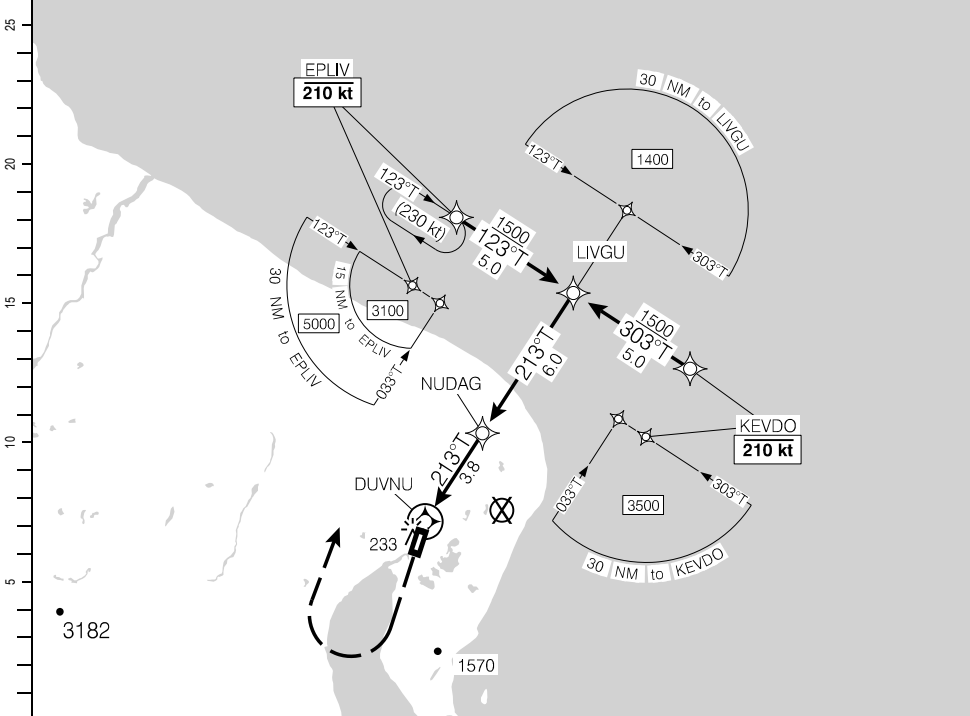 25
20
15
10
5
EPLIV
210 kt
30 NM to LIVGU
1400
123°T
303°T
123°T
(230 kt)
1500
123°T
5.0
LIVGU
123°T
15 NM to EPLIV
3100
30 NM to EPLIV
5000
033°T
1500
303°T
5.0
213°T
6.0
NUDAG
213°T
3.8
KEVDO
210 kt
033°T
303°T
3500
30 NM to KEVDO
DUVNU
233
3182
1570